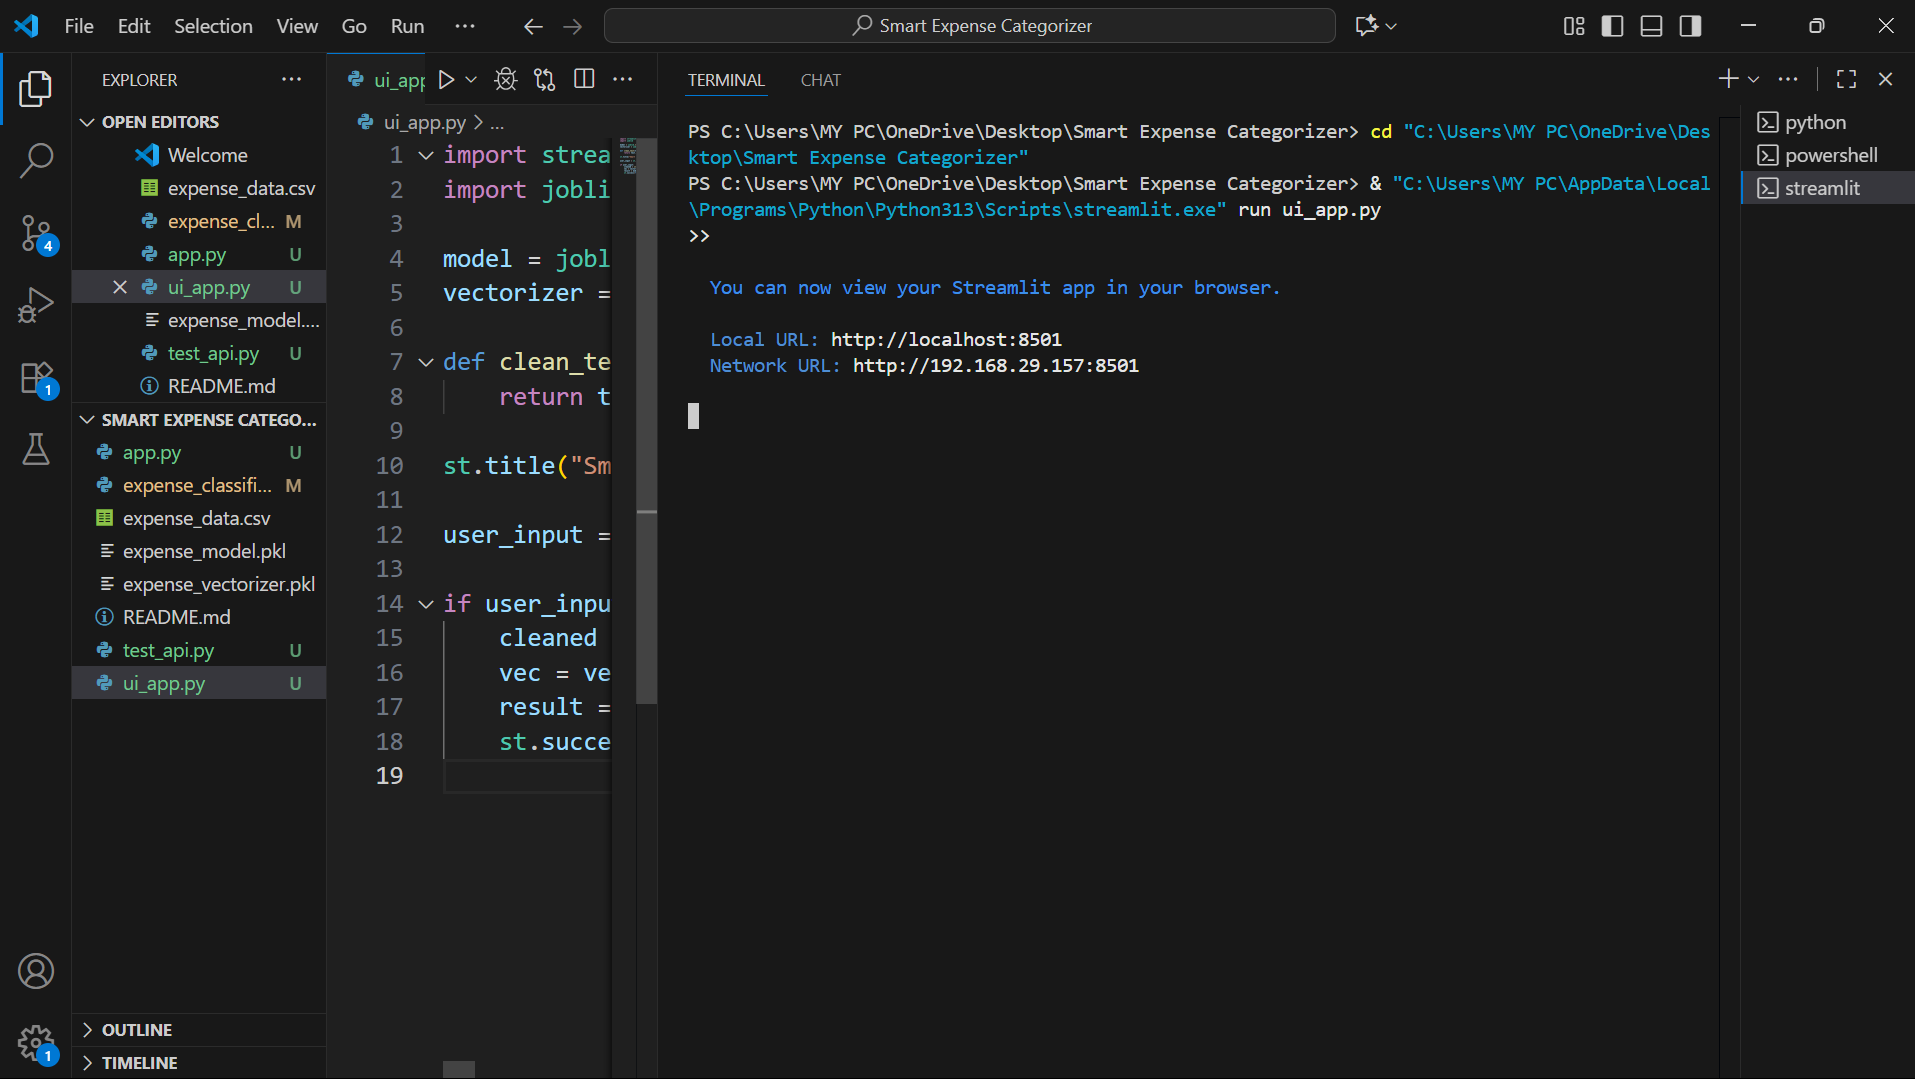 File Edit Selection View Go Run
Smart Expense Categorizer
EXPLORER
OPEN EDITORS
Welcome
expense_data.csv
expense_cl... M
app.py U
ui_app.py U
expense_model....
test_api.py U
README.md
SMART EXPENSE CATEGO...
app.py U
expense_classifi... M
expense_data.csv
expense_model.pkl
expense_vectorizer.pkl
README.md
test_api.py U
ui_app.py U
OUTLINE
TIMELINE
4
1
1
ui_app
ui_app.py > ...
1 import strea
2 import jobli
3
4 model = jobl
5 vectorizer =
6
7 def clean_te
8 return t
9
10 st.title("Sm
11
12 user_input =
13
14 if user_inpu
15 cleaned
16 vec = ve
17 result =
18 st.succe
19
TERMINAL CHAT
PS C:\Users\MY PC\OneDrive\Desktop\Smart Expense Categorizer> cd "C:\Users\MY PC\OneDrive\Des
ktop\Smart Expense Categorizer"
PS C:\Users\MY PC\OneDrive\Desktop\Smart Expense Categorizer> & "C:\Users\MY PC\AppData\Local
\Programs\Python\Python313\Scripts\streamlit.exe" run ui_app.py
>>
You can now view your Streamlit app in your browser.
Local URL: http://localhost:8501
Network URL: http://192.168.29.157:8501
python
powershell
streamlit